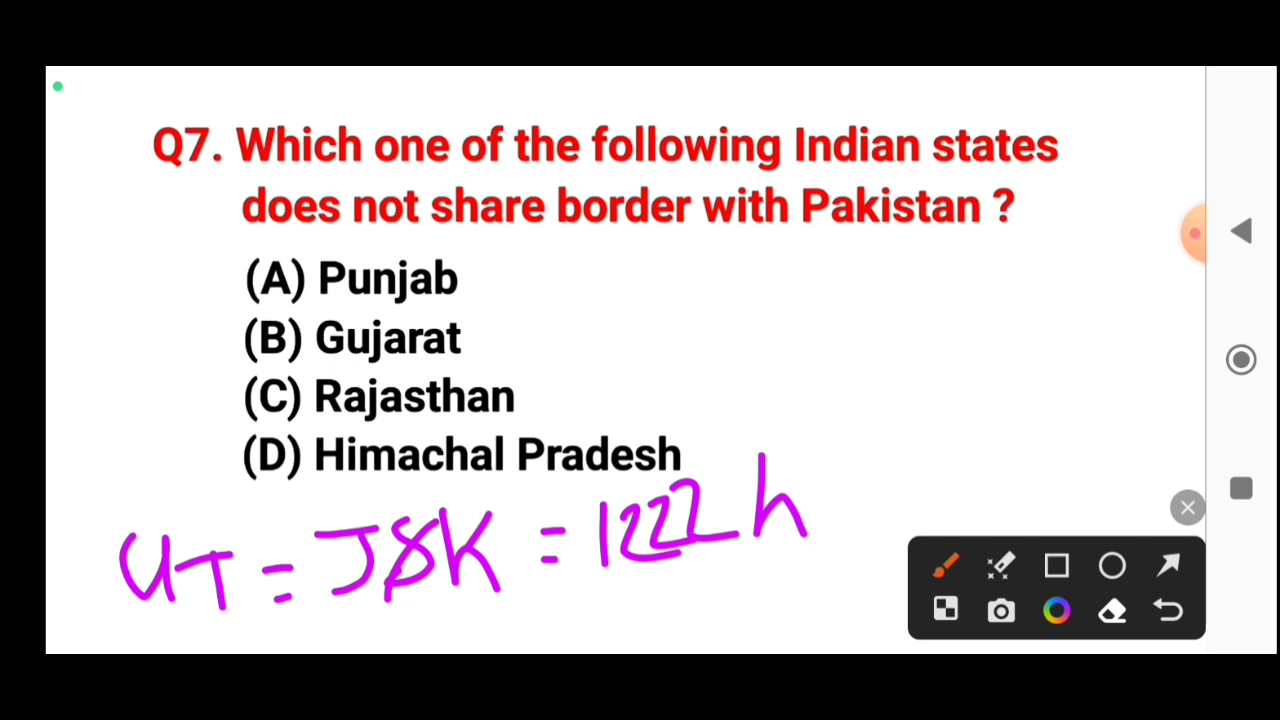 Q7. Which one of the following Indian states
does not share border with Pakistan ?
(A) Punjab
(B) Gujarat
(C) Rajasthan
(D) Himachal Pradesh
UT = J&K = 1222 h